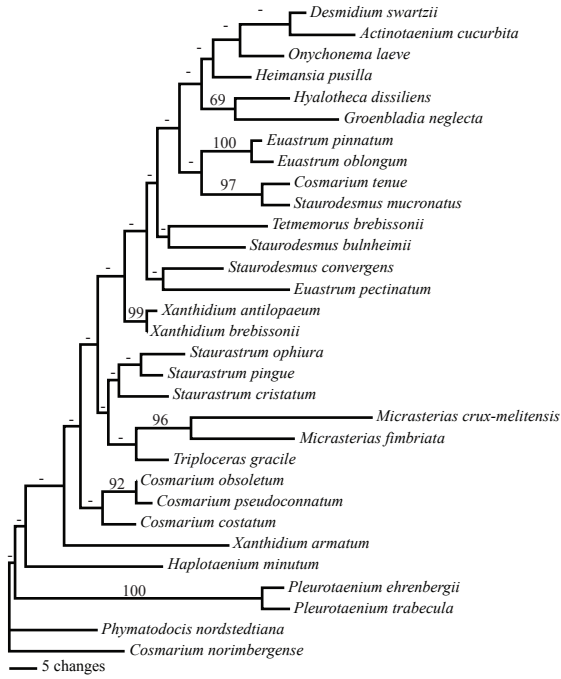 -
Desmidium swartzii
Actinotaenium cucurbita
-
Onychonema laeve
-
Heimansia pusilla
-
69
Hyalotheca dissiliens
Groenbladia neglecta
-
100
Euastrum pinnatum
Euastrum oblongum
-
97
Cosmarium tenue
Staurodesmus mucronatus
-
Tetmemorus brebissonii
-
Staurodesmus bulnheimii
-
Staurodesmus convergens
-
Euastrum pectinatum
-
99
Xanthidium antilopaeum
Xanthidium brebissonii
-
Staurastrum ophiura
-
Staurastrum pingue
-
Staurastrum cristatum
-
96
Micrasterias crux-melitensis
Micrasterias fimbriata
-
Triploceras gracile
-
92
Cosmarium obsoletum
Cosmarium pseudoconnatum
-
Cosmarium costatum
-
Xanthidium armatum
-
Haplotaenium minutum
-
100
Pleurotaenium ehrenbergii
Pleurotaenium trabecula
Phymatodocis nordstedtiana
Cosmarium norimbergense
5 changes